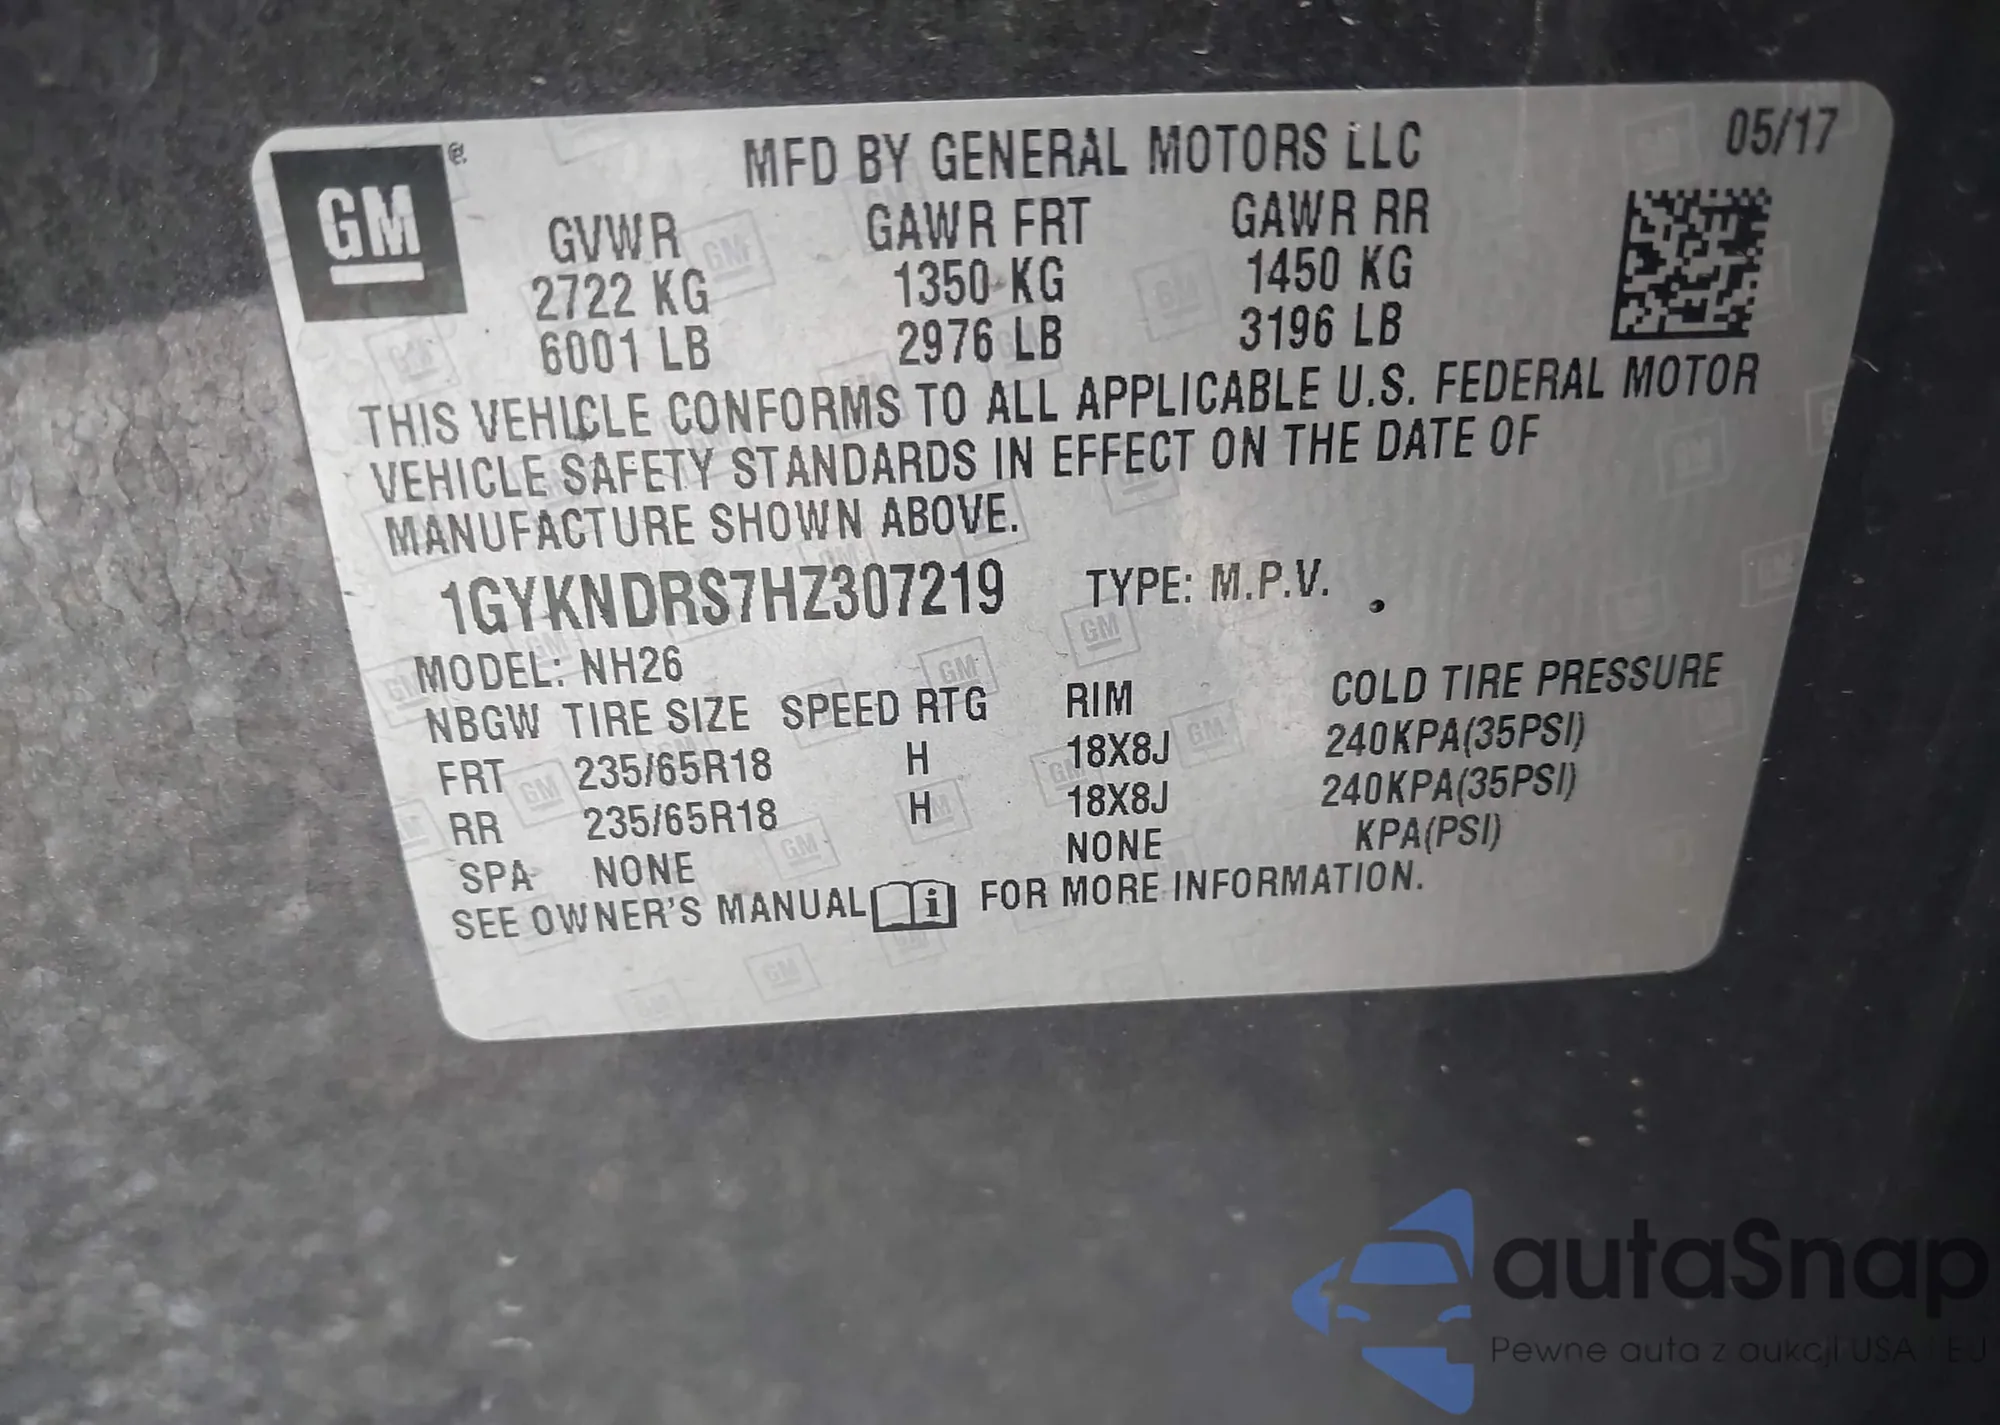 GM
MFD BY GENERAL MOTORS LLC 05/17
GVWR GAWR FRT GAWR RR
2722 KG 1350 KG 1450 KG
6001 LB 2976 LB 3196 LB
THIS VEHICLE CONFORMS TO ALL APPLICABLE U.S. FEDERAL MOTOR
VEHICLE SAFETY STANDARDS IN EFFECT ON THE DATE OF
MANUFACTURE SHOWN ABOVE.
1GYKNDRS7HZ307219 TYPE: M.P.V.
MODEL: NH26
NBGW TIRE SIZE SPEED RTG RIM COLD TIRE PRESSURE
FRT 235/65R18 H 18X8J 240KPA(35PSI)
RR 235/65R18 H 18X8J 240KPA(35PSI)
SPA NONE NONE KPA(PSI)
SEE OWNER'S MANUAL i FOR MORE INFORMATION.
autaSnap
Pewne auta z aukcji USA | EU